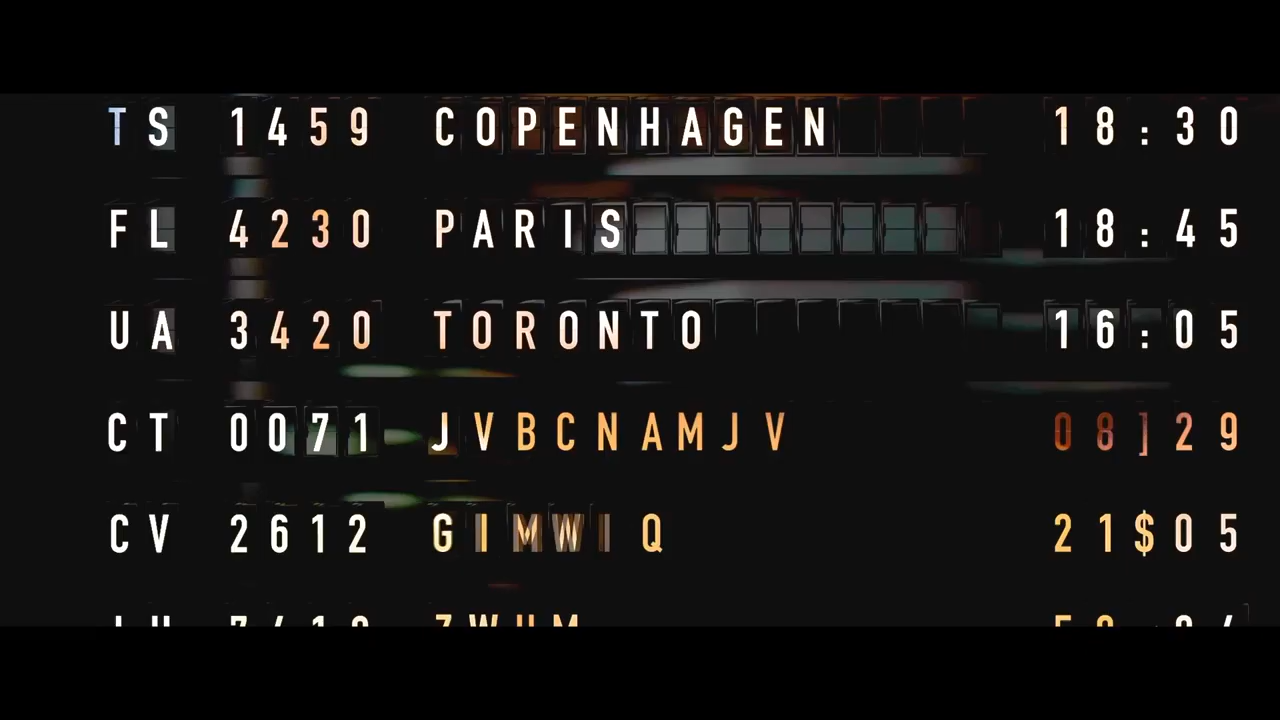 TS 1459 COPENHAGEN 18:30
FL 4230 PARIS 18:45
UA 3420 TORONTO 16:05
CT 0071 JVBCNAMJV 08]29
CV 2612 21$05